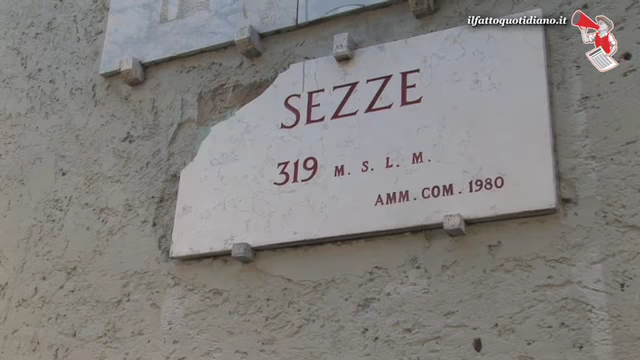 ilfattoquotidiano.it
SEZZE
319 M. S. L. M.
AMM. COM. 1980